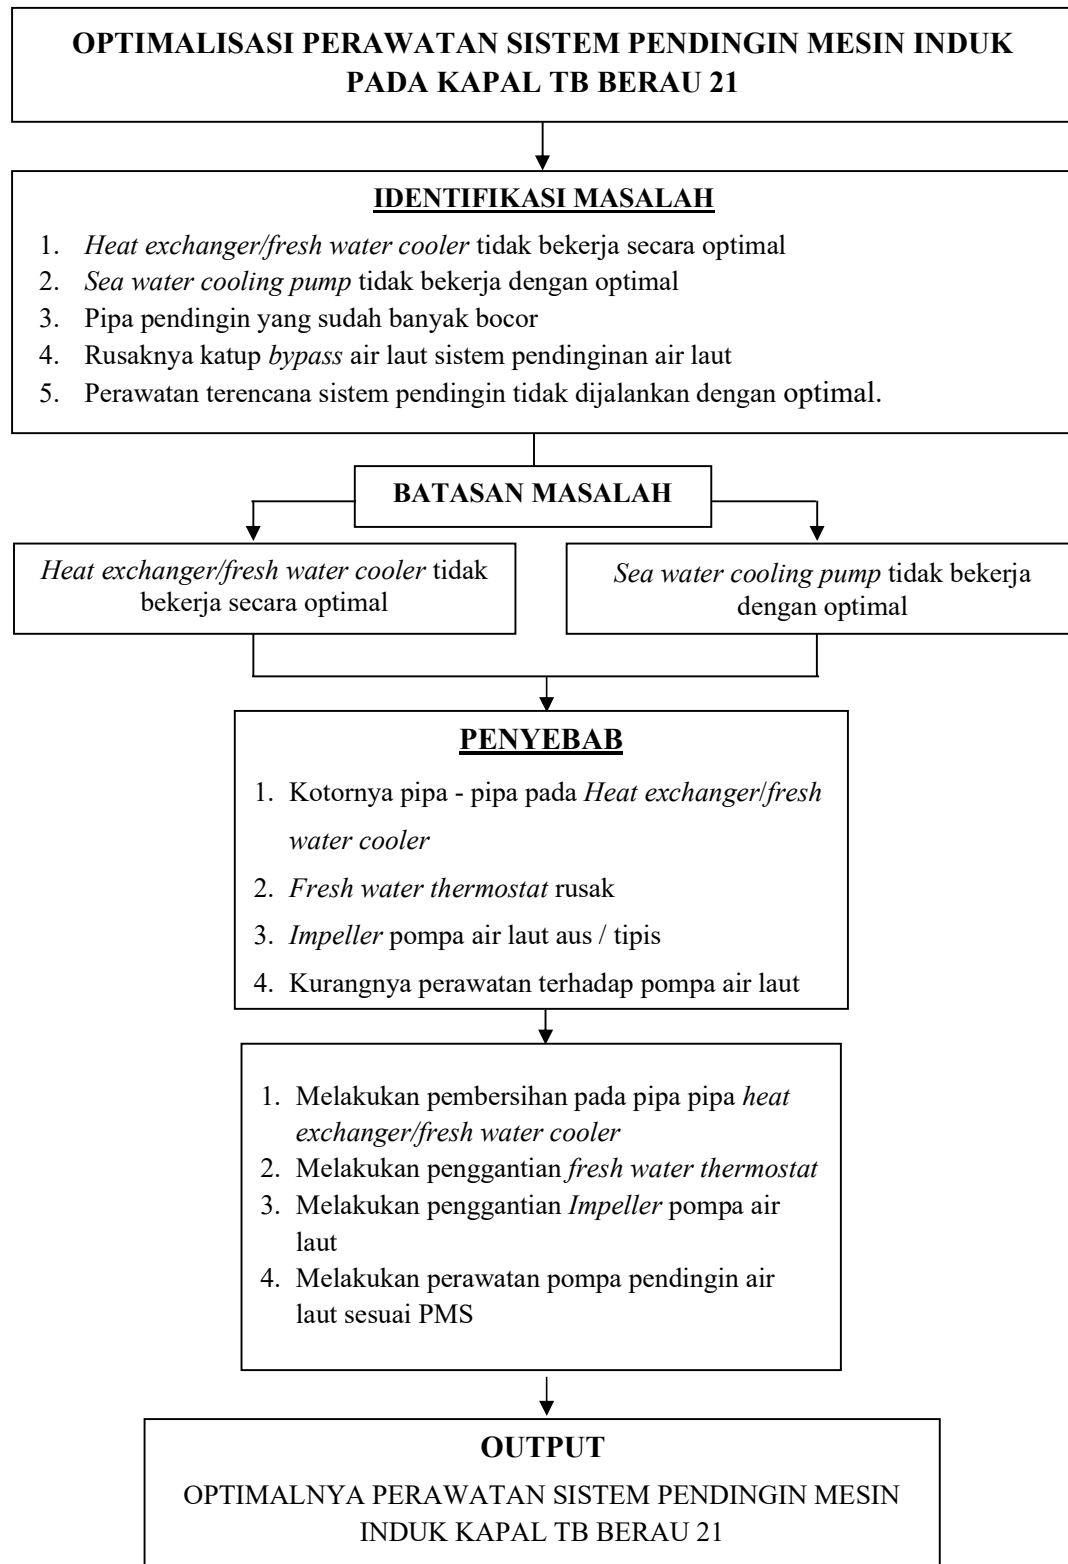 OPTIMALISASI PERAWATAN SISTEM PENDINGIN MESIN INDUK
PADA KAPAL TB BERAU 21
IDENTIFIKASI MASALAH
1. Heat exchanger/fresh water cooler tidak bekerja secara optimal
2. Sea water cooling pump tidak bekerja dengan optimal
3. Pipa pendingin yang sudah banyak bocor
4. Rusaknya katup bypass air laut sistem pendinginan air laut
5. Perawatan terencana sistem pendingin tidak dijalankan dengan optimal.
BATASAN MASALAH
Heat exchanger/fresh water cooler tidak
bekerja secara optimal
Sea water cooling pump tidak bekerja
dengan optimal
PENYEBAB
1. Kotornya pipa - pipa pada Heat exchanger/fresh
water cooler
2. Fresh water thermostat rusak
3. Impeller pompa air laut aus / tipis
4. Kurangnya perawatan terhadap pompa air laut
1. Melakukan pembersihan pada pipa pipa heat
exchanger/fresh water cooler
2. Melakukan penggantian fresh water thermostat
3. Melakukan penggantian Impeller pompa air
laut
4. Melakukan perawatan pompa pendingin air
laut sesuai PMS
OUTPUT
OPTIMALNYA PERAWATAN SISTEM PENDINGIN MESIN
INDUK KAPAL TB BERAU 21